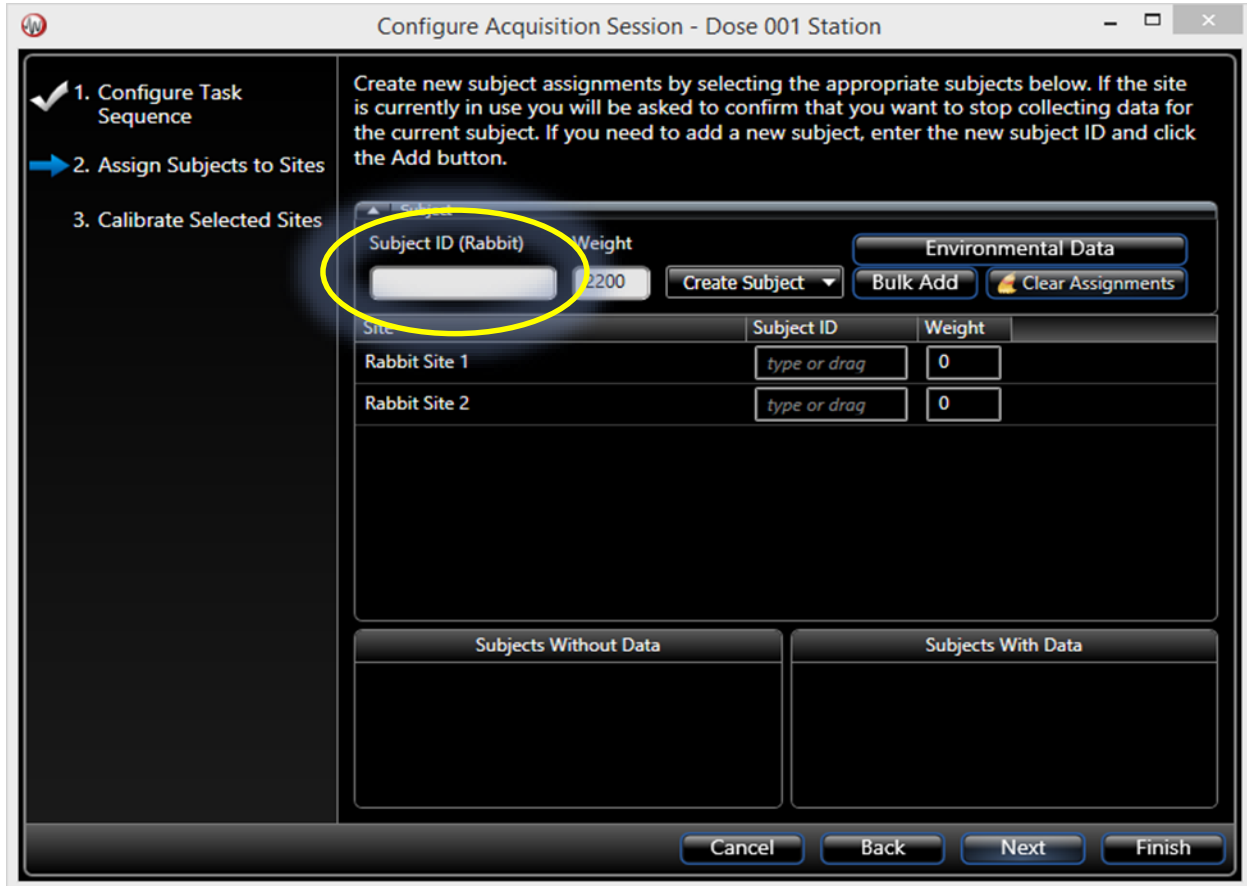 Configure Acquisition Session - Dose 001 Station
1. Configure Task
Sequence
2. Assign Subjects to Sites
3. Calibrate Selected Sites
Create new subject assignments by selecting the appropriate subjects below. If the site
is currently in use you will be asked to confirm that you want to stop collecting data for
the current subject. If you need to add a new subject, enter the new subject ID and click
the Add button.
Subject
Subject ID (Rabbit) Weight
Environmental Data
2200 Create Subject Bulk Add Clear Assignments
Site Subject ID Weight
Rabbit Site 1 type or drag 0
Rabbit Site 2 type or drag 0
Subjects Without Data Subjects With Data
Cancel Back Next Finish